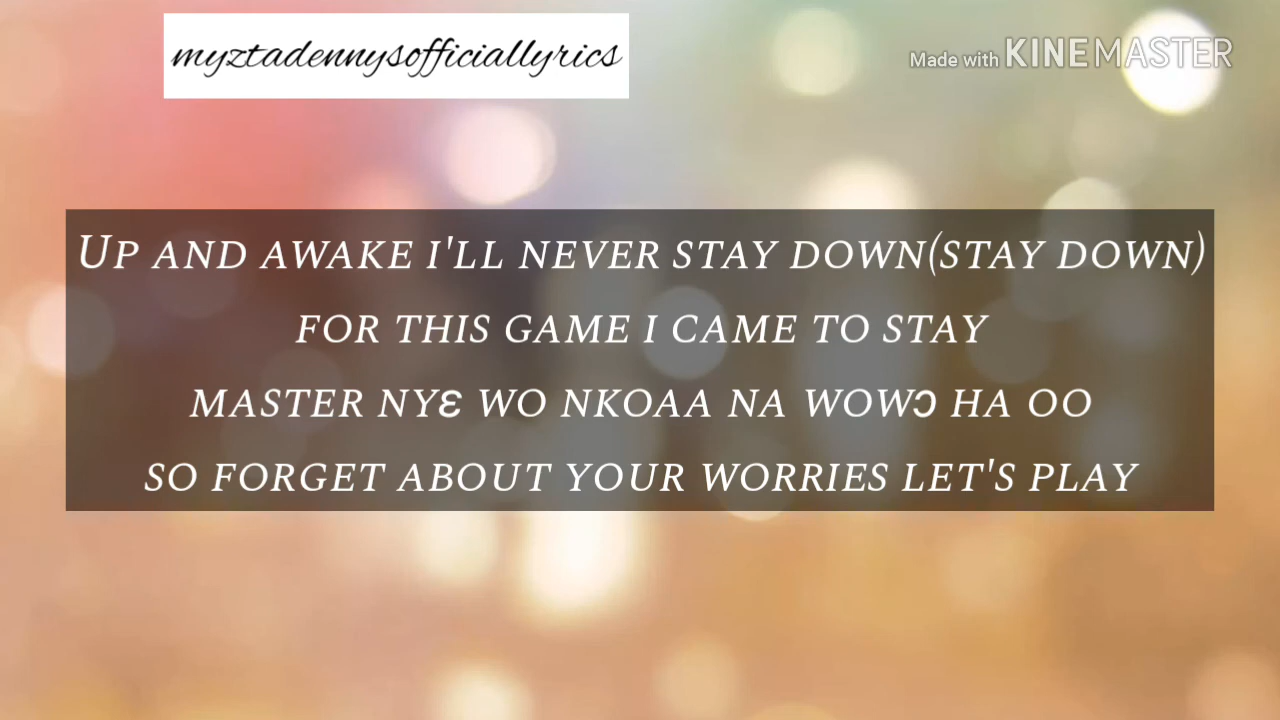 myztadennysofficiallyrics
Made with KINEMASTER
UP AND AWAKE I'LL NEVER STAY DOWN(STAY DOWN)
FOR THIS GAME I CAME TO STAY
MASTER NYƐ WO NKOAA NA WOWƆ HA OO
SO FORGET ABOUT YOUR WORRIES LET'S PLAY